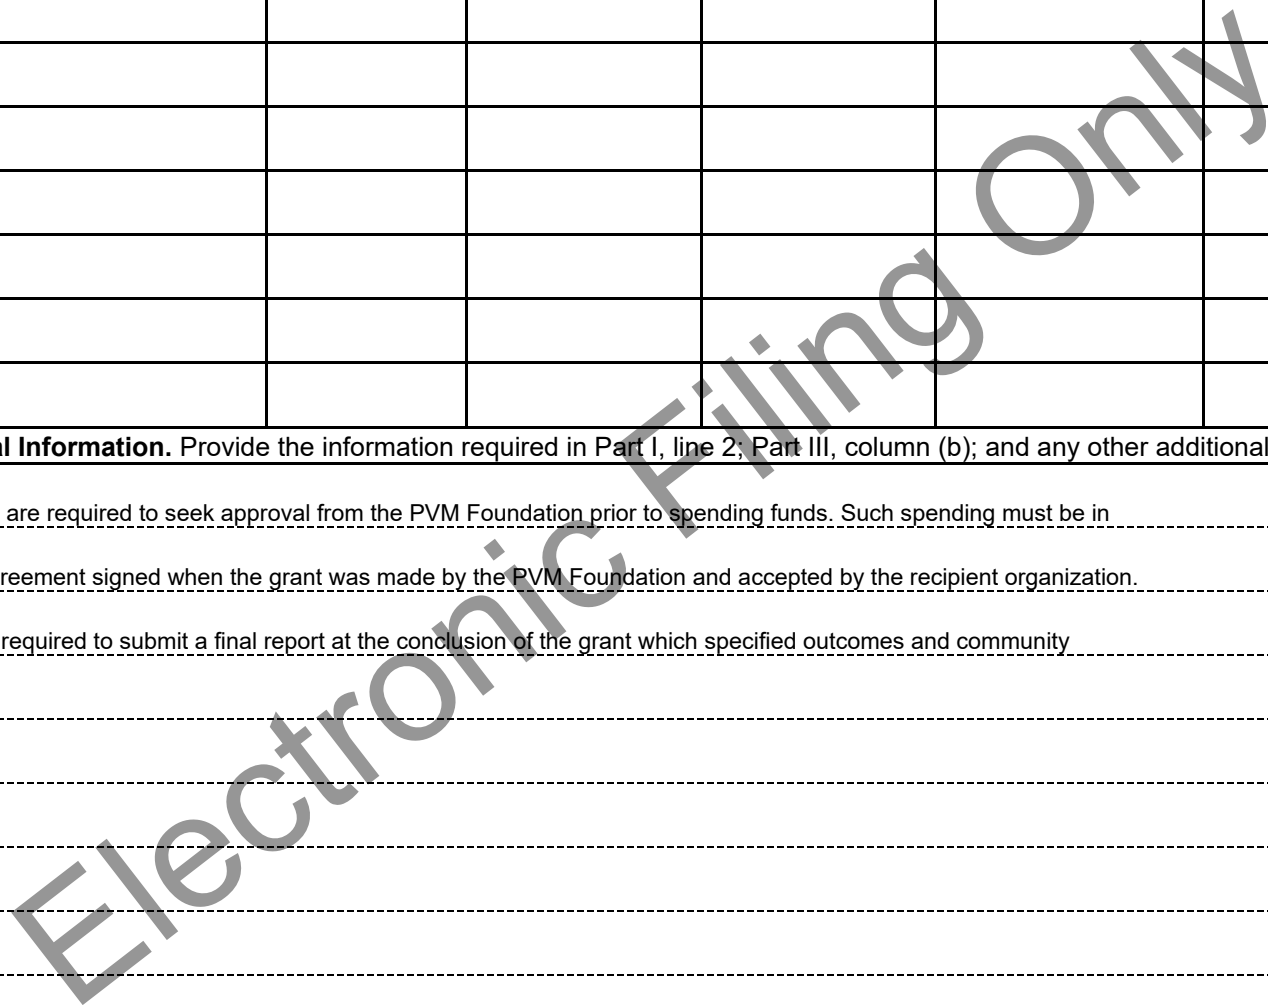 al Information. Provide the information required in Part I, line 2; Part III, column (b); and any other additional
are required to seek approval from the PVM Foundation prior to spending funds. Such spending must be in
reement signed when the grant was made by the PVM Foundation and accepted by the recipient organization.
required to submit a final report at the conclusion of the grant which specified outcomes and community
Electronic Filing Only